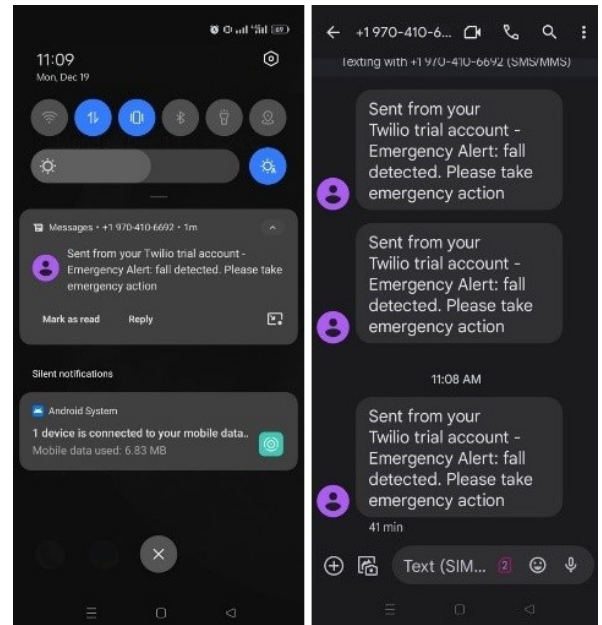 69
11:09
Mon, Dec 19
Messages • +1 970-410-6692 • 1m
Sent from your Twilio trial account -
Emergency Alert: fall detected. Please take
emergency action
Mark as read Reply
Silent notifications
Android System
1 device is connected to your mobile data..
Mobile data used: 6.83 MB
+1 970-410-6...
Texting with +1 970-410-6692 (SMS/MMS)
Sent from your
Twilio trial account -
Emergency Alert: fall
detected. Please take
emergency action
Sent from your
Twilio trial account -
Emergency Alert: fall
detected. Please take
emergency action
11:08 AM
Sent from your
Twilio trial account -
Emergency Alert: fall
detected. Please take
emergency action
41 min
Text (SIM... 2